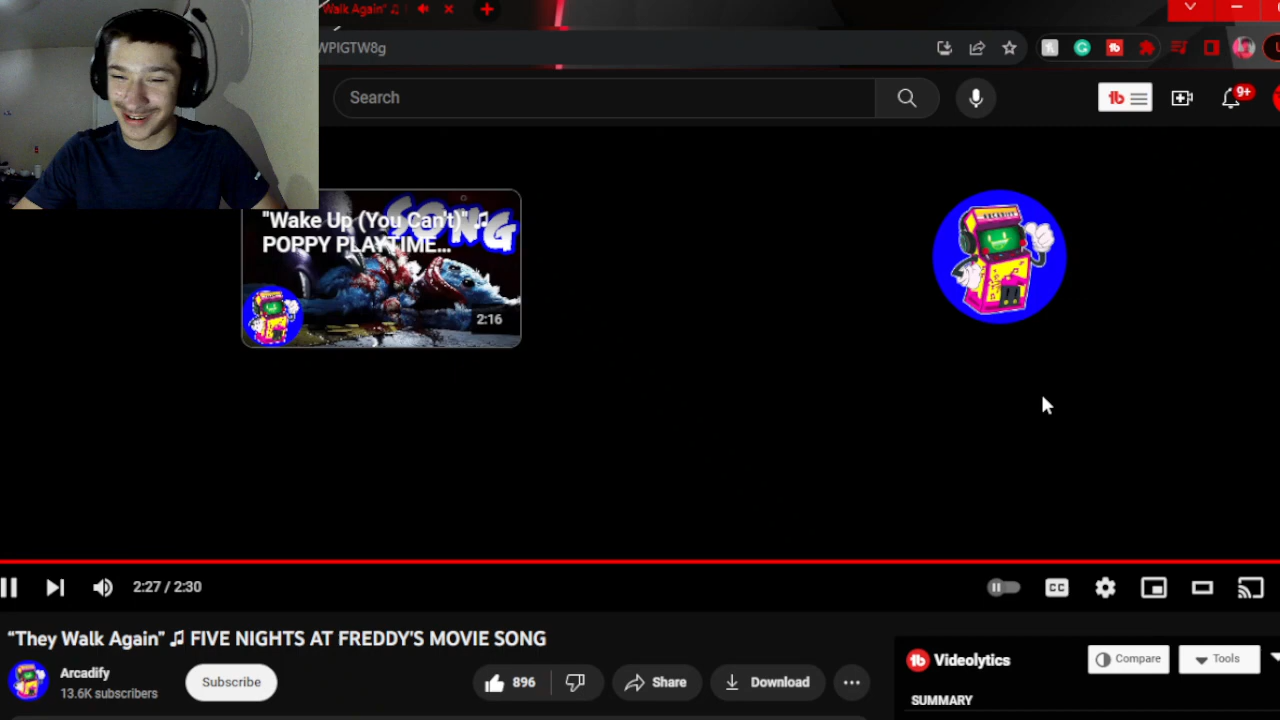 Walk Again" ♫
WPIGTW8g
Search
9+
"Wake Up (You Can't)" ♫
POPPY PLAYTIME...
SONG
2:16
2:27 / 2:30
CC
“They Walk Again” ♫ FIVE NIGHTS AT FREDDY'S MOVIE SONG
Arcadify
13.6K subscribers
Subscribe
896
Share
Download
tb Videolytics
Compare
Tools
SUMMARY